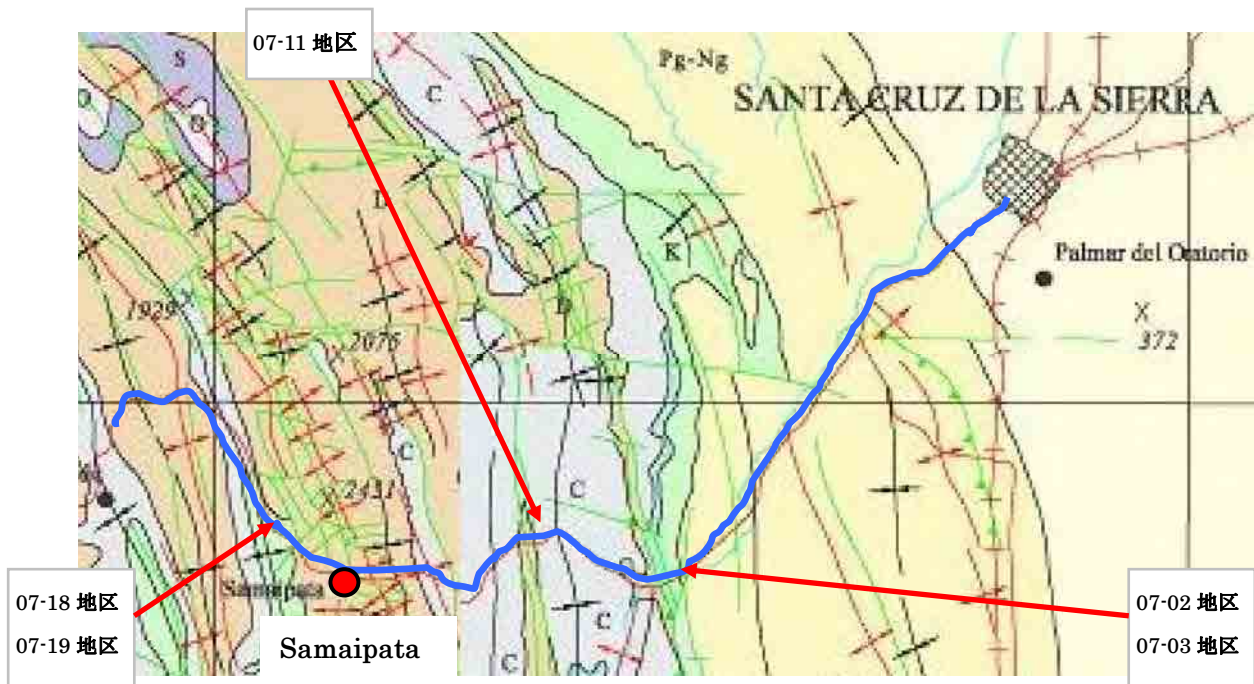 07-11 地区
S
C
Pg-Ng
SANTA CRUZ DE LA SIERRA
D
K
Palmar del Oratorio
1929
2676
372
D
C
2431
C
07-18 地区
07-19 地区
Samaipata
Samaipata
C
C
07-02 地区
07-03 地区